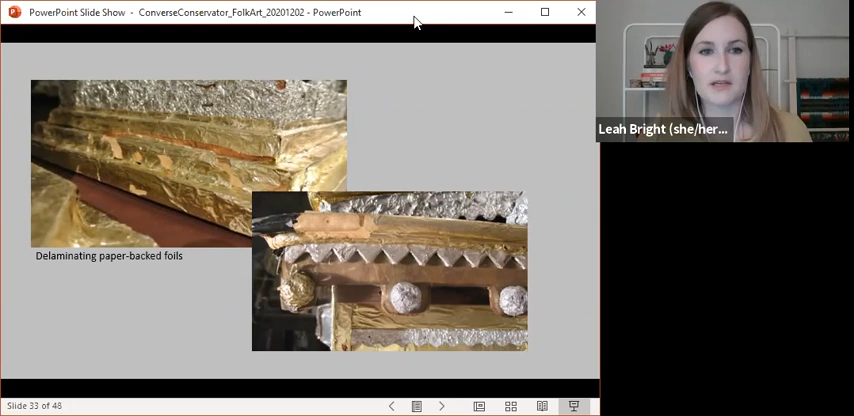 PowerPoint Slide Show - ConverseConservator_FolkArt_20201202 - PowerPoint
Leah Bright (she/her...
Delaminating paper-backed foils
Slide 33 of 48